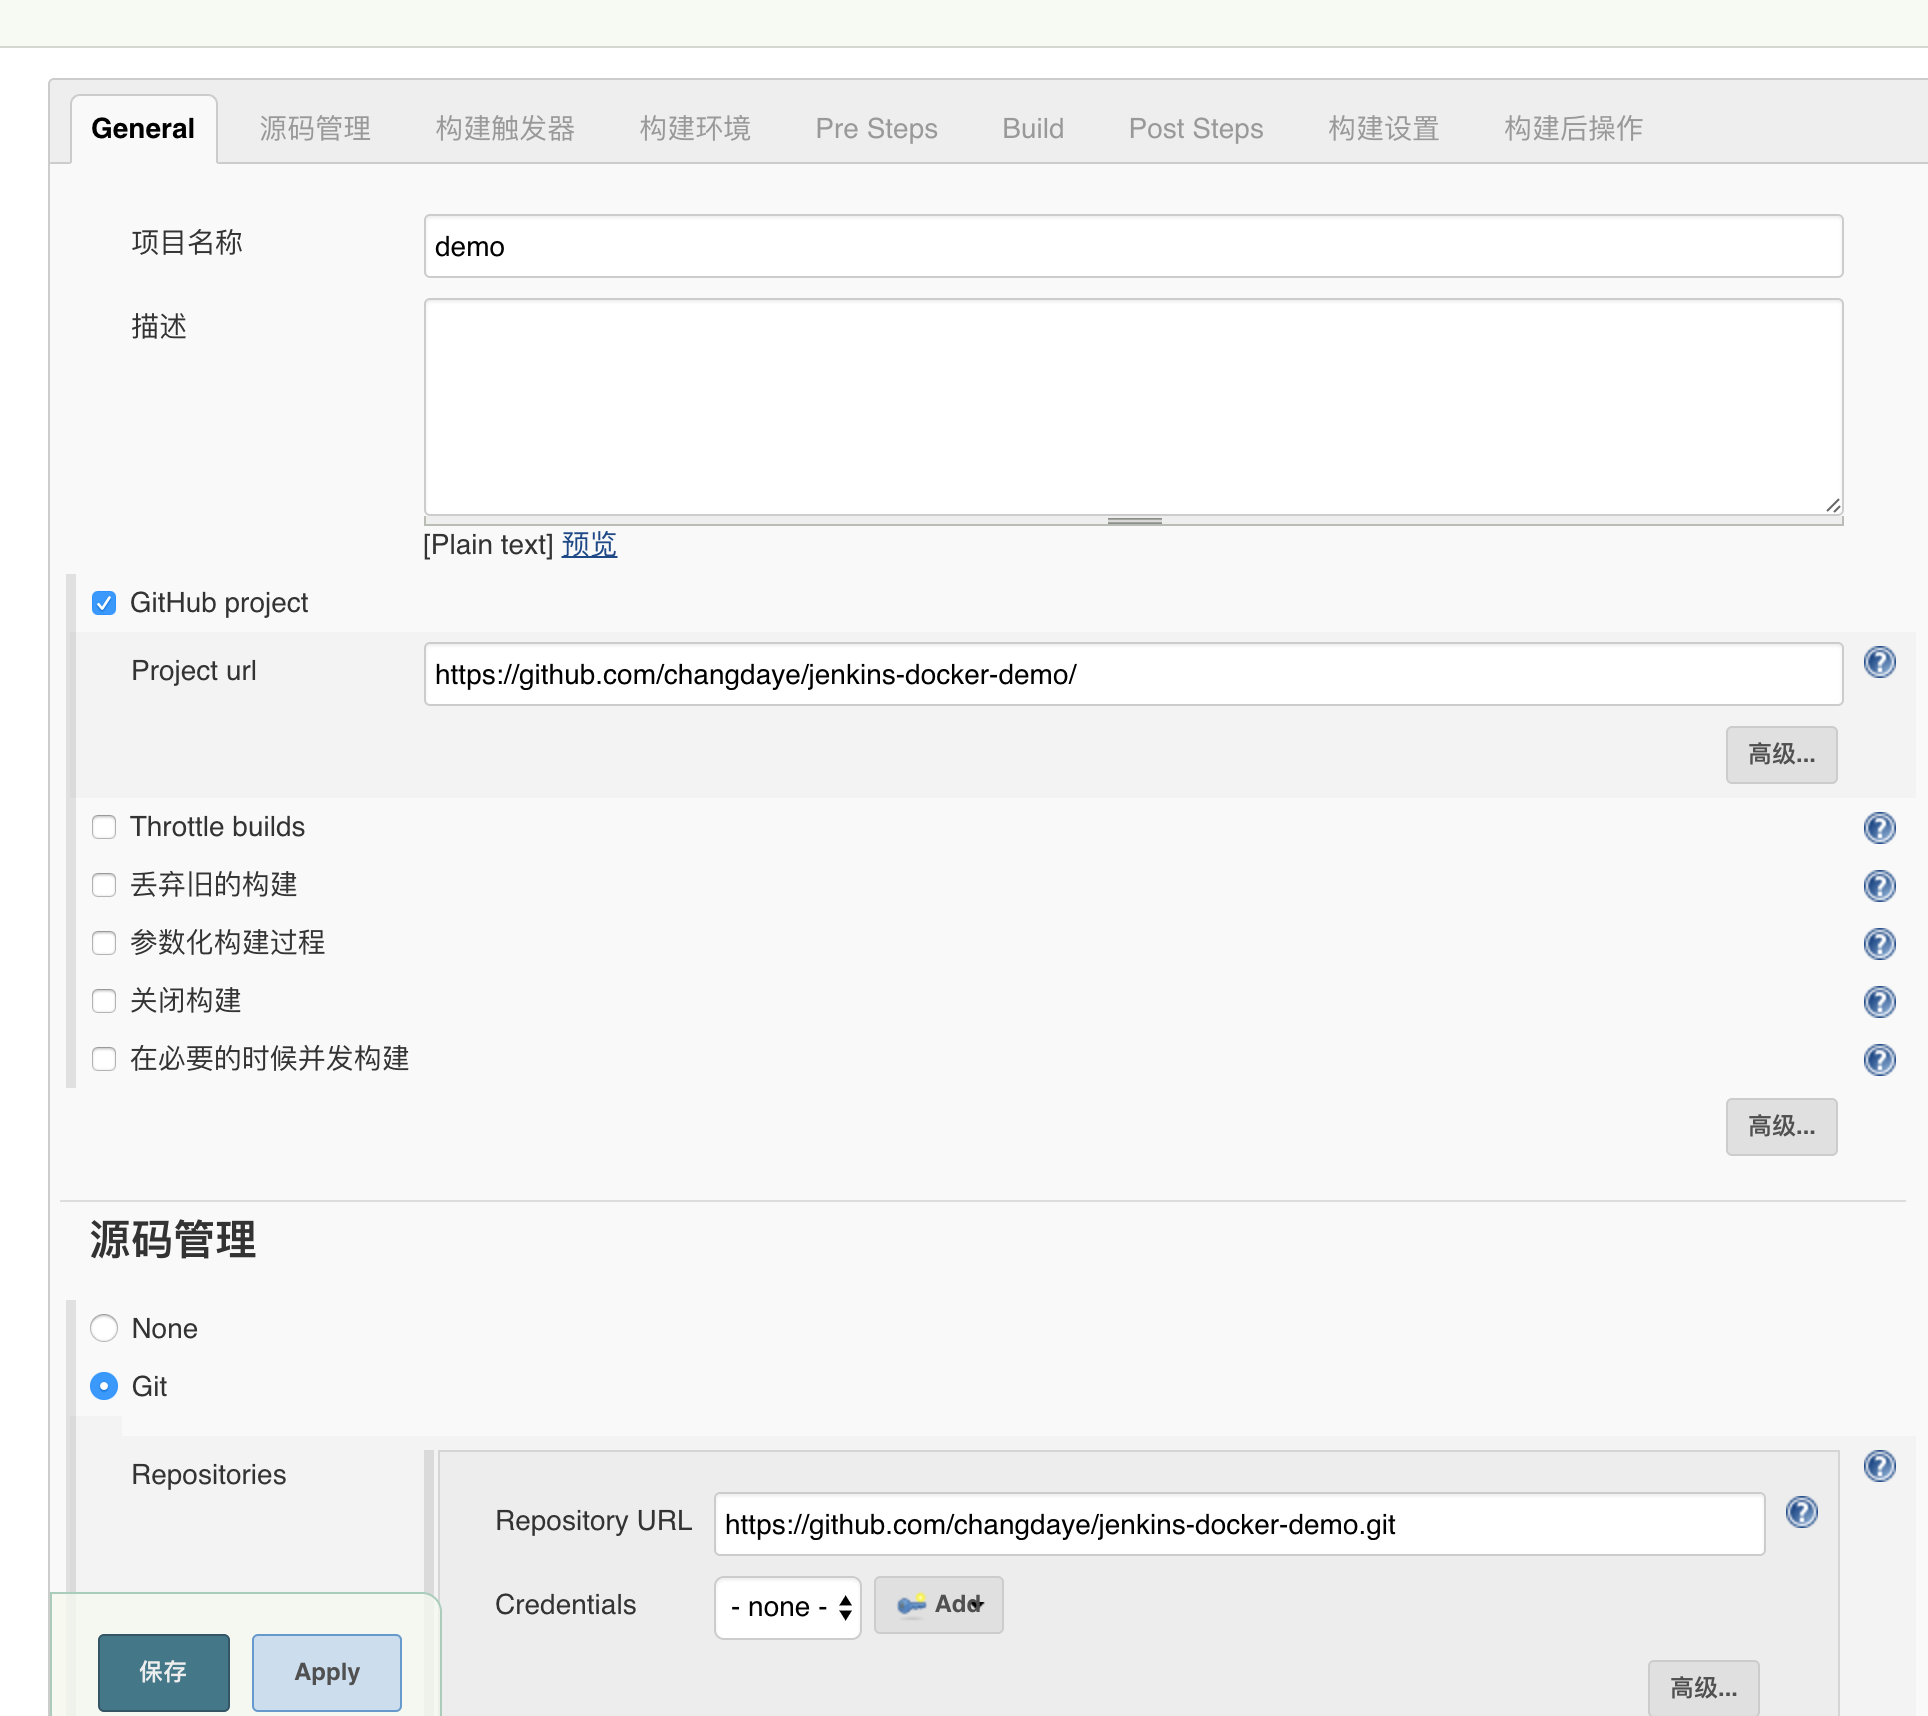 General 源码管理 构建触发器 构建环境 Pre Steps Build Post Steps 构建设置 构建后操作
项目名称 demo
描述
[Plain text] 预览
GitHub project
Project url https://github.com/changdaye/jenkins-docker-demo/
高级...
Throttle builds
丢弃旧的构建
参数化构建过程
关闭构建
在必要的时候并发构建
高级...
源码管理
None
Git
Repositories
Repository URL https://github.com/changdaye/jenkins-docker-demo.git
Credentials - none - Add
保存 Apply 高级...